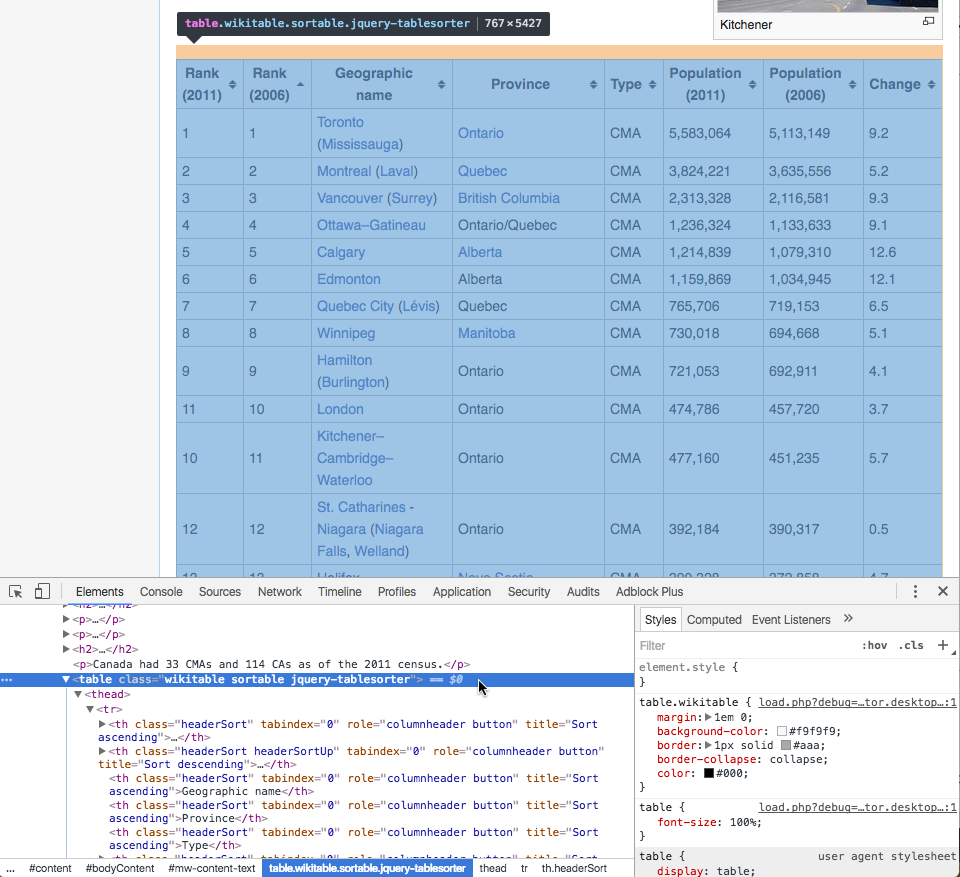 table.wikitable.sortable.jquery-tablesorter | 767×5427
Kitchener
Rank (2011) Rank (2006) Geographic name Province Type Population (2011) Population (2006) Change
1 1 Toronto (Mississauga) Ontario CMA 5,583,064 5,113,149 9.2
2 2 Montreal (Laval) Quebec CMA 3,824,221 3,635,556 5.2
3 3 Vancouver (Surrey) British Columbia CMA 2,313,328 2,116,581 9.3
4 4 Ottawa–Gatineau Ontario/Quebec CMA 1,236,324 1,133,633 9.1
5 5 Calgary Alberta CMA 1,214,839 1,079,310 12.6
6 6 Edmonton Alberta CMA 1,159,869 1,034,945 12.1
7 7 Quebec City (Lévis) Quebec CMA 765,706 719,153 6.5
8 8 Winnipeg Manitoba CMA 730,018 694,668 5.1
9 9 Hamilton (Burlington) Ontario CMA 721,053 692,911 4.1
11 10 London Ontario CMA 474,786 457,720 3.7
10 11 Kitchener–Cambridge–Waterloo Ontario CMA 477,160 451,235 5.7
12 12 St. Catharines - Niagara (Niagara Falls, Welland) Ontario CMA 392,184 390,317 0.5
13 13 Halifax Nova Scotia CMA 390,328 372,858 4.7
Elements Console Sources Network Timeline Profiles Application Security Audits Adblock Plus
<h2>…</h2>
<p>…</p>
<p>…</p>
<h2>…</h2>
<p>Canada had 33 CMAs and 114 CAs as of the 2011 census.</p>
<table class="wikitable sortable jquery-tablesorter"> == $0
<thead>
<tr>
<th class="headerSort" tabindex="0" role="columnheader button" title="Sort
ascending">…</th>
<th class="headerSort headerSortUp" tabindex="0" role="columnheader button"
title="Sort descending">…</th>
<th class="headerSort" tabindex="0" role="columnheader button" title="Sort
ascending">Geographic name</th>
<th class="headerSort" tabindex="0" role="columnheader button" title="Sort
ascending">Province</th>
<th class="headerSort" tabindex="0" role="columnheader button" title="Sort
ascending">Type</th>
<th class="headerSort" tabindex="0" role="columnheader button" title="Sort
... #content #bodyContent #mw-content-text table.wikitable.sortable.jquery-tablesorter thead tr th.headerSort
Styles Computed Event Listeners »
Filter :hov .cls +
element.style {
}
table.wikitable { load.php?debug=…tor.desktop…:1
margin: 1em 0;
background-color: #f9f9f9;
border: 1px solid #aaa;
border-collapse: collapse;
color: #000;
}
table { load.php?debug=…tor.desktop…:1
font-size: 100%;
}
table { user agent stylesheet
display: table;